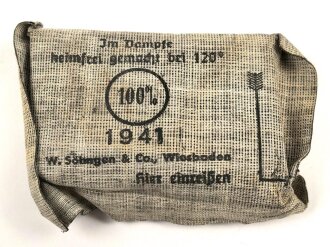 Im Dampfe
keimfrei gemacht bei 120°
100%
1941
W. Söhngen & Co., Wiesbaden
Hier einreißen